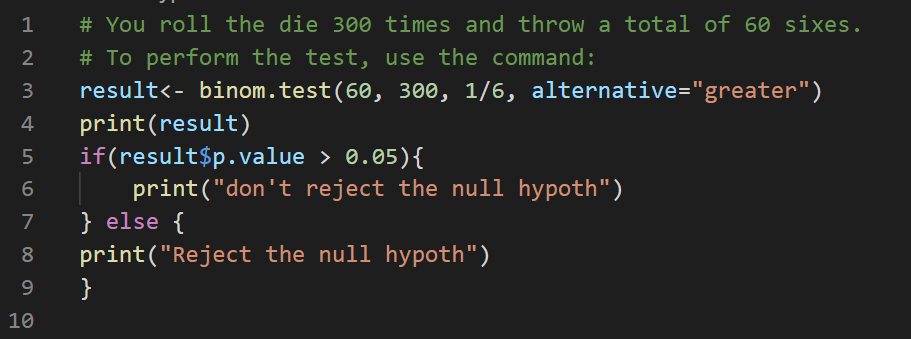 1 # You roll the die 300 times and throw a total of 60 sixes.
2 # To perform the test, use the command:
3 result<- binom.test(60, 300, 1/6, alternative="greater")
4 print(result)
5 if(result$p.value > 0.05){
6     print("don't reject the null hypoth")
7 } else {
8 print("Reject the null hypoth")
9 }
10